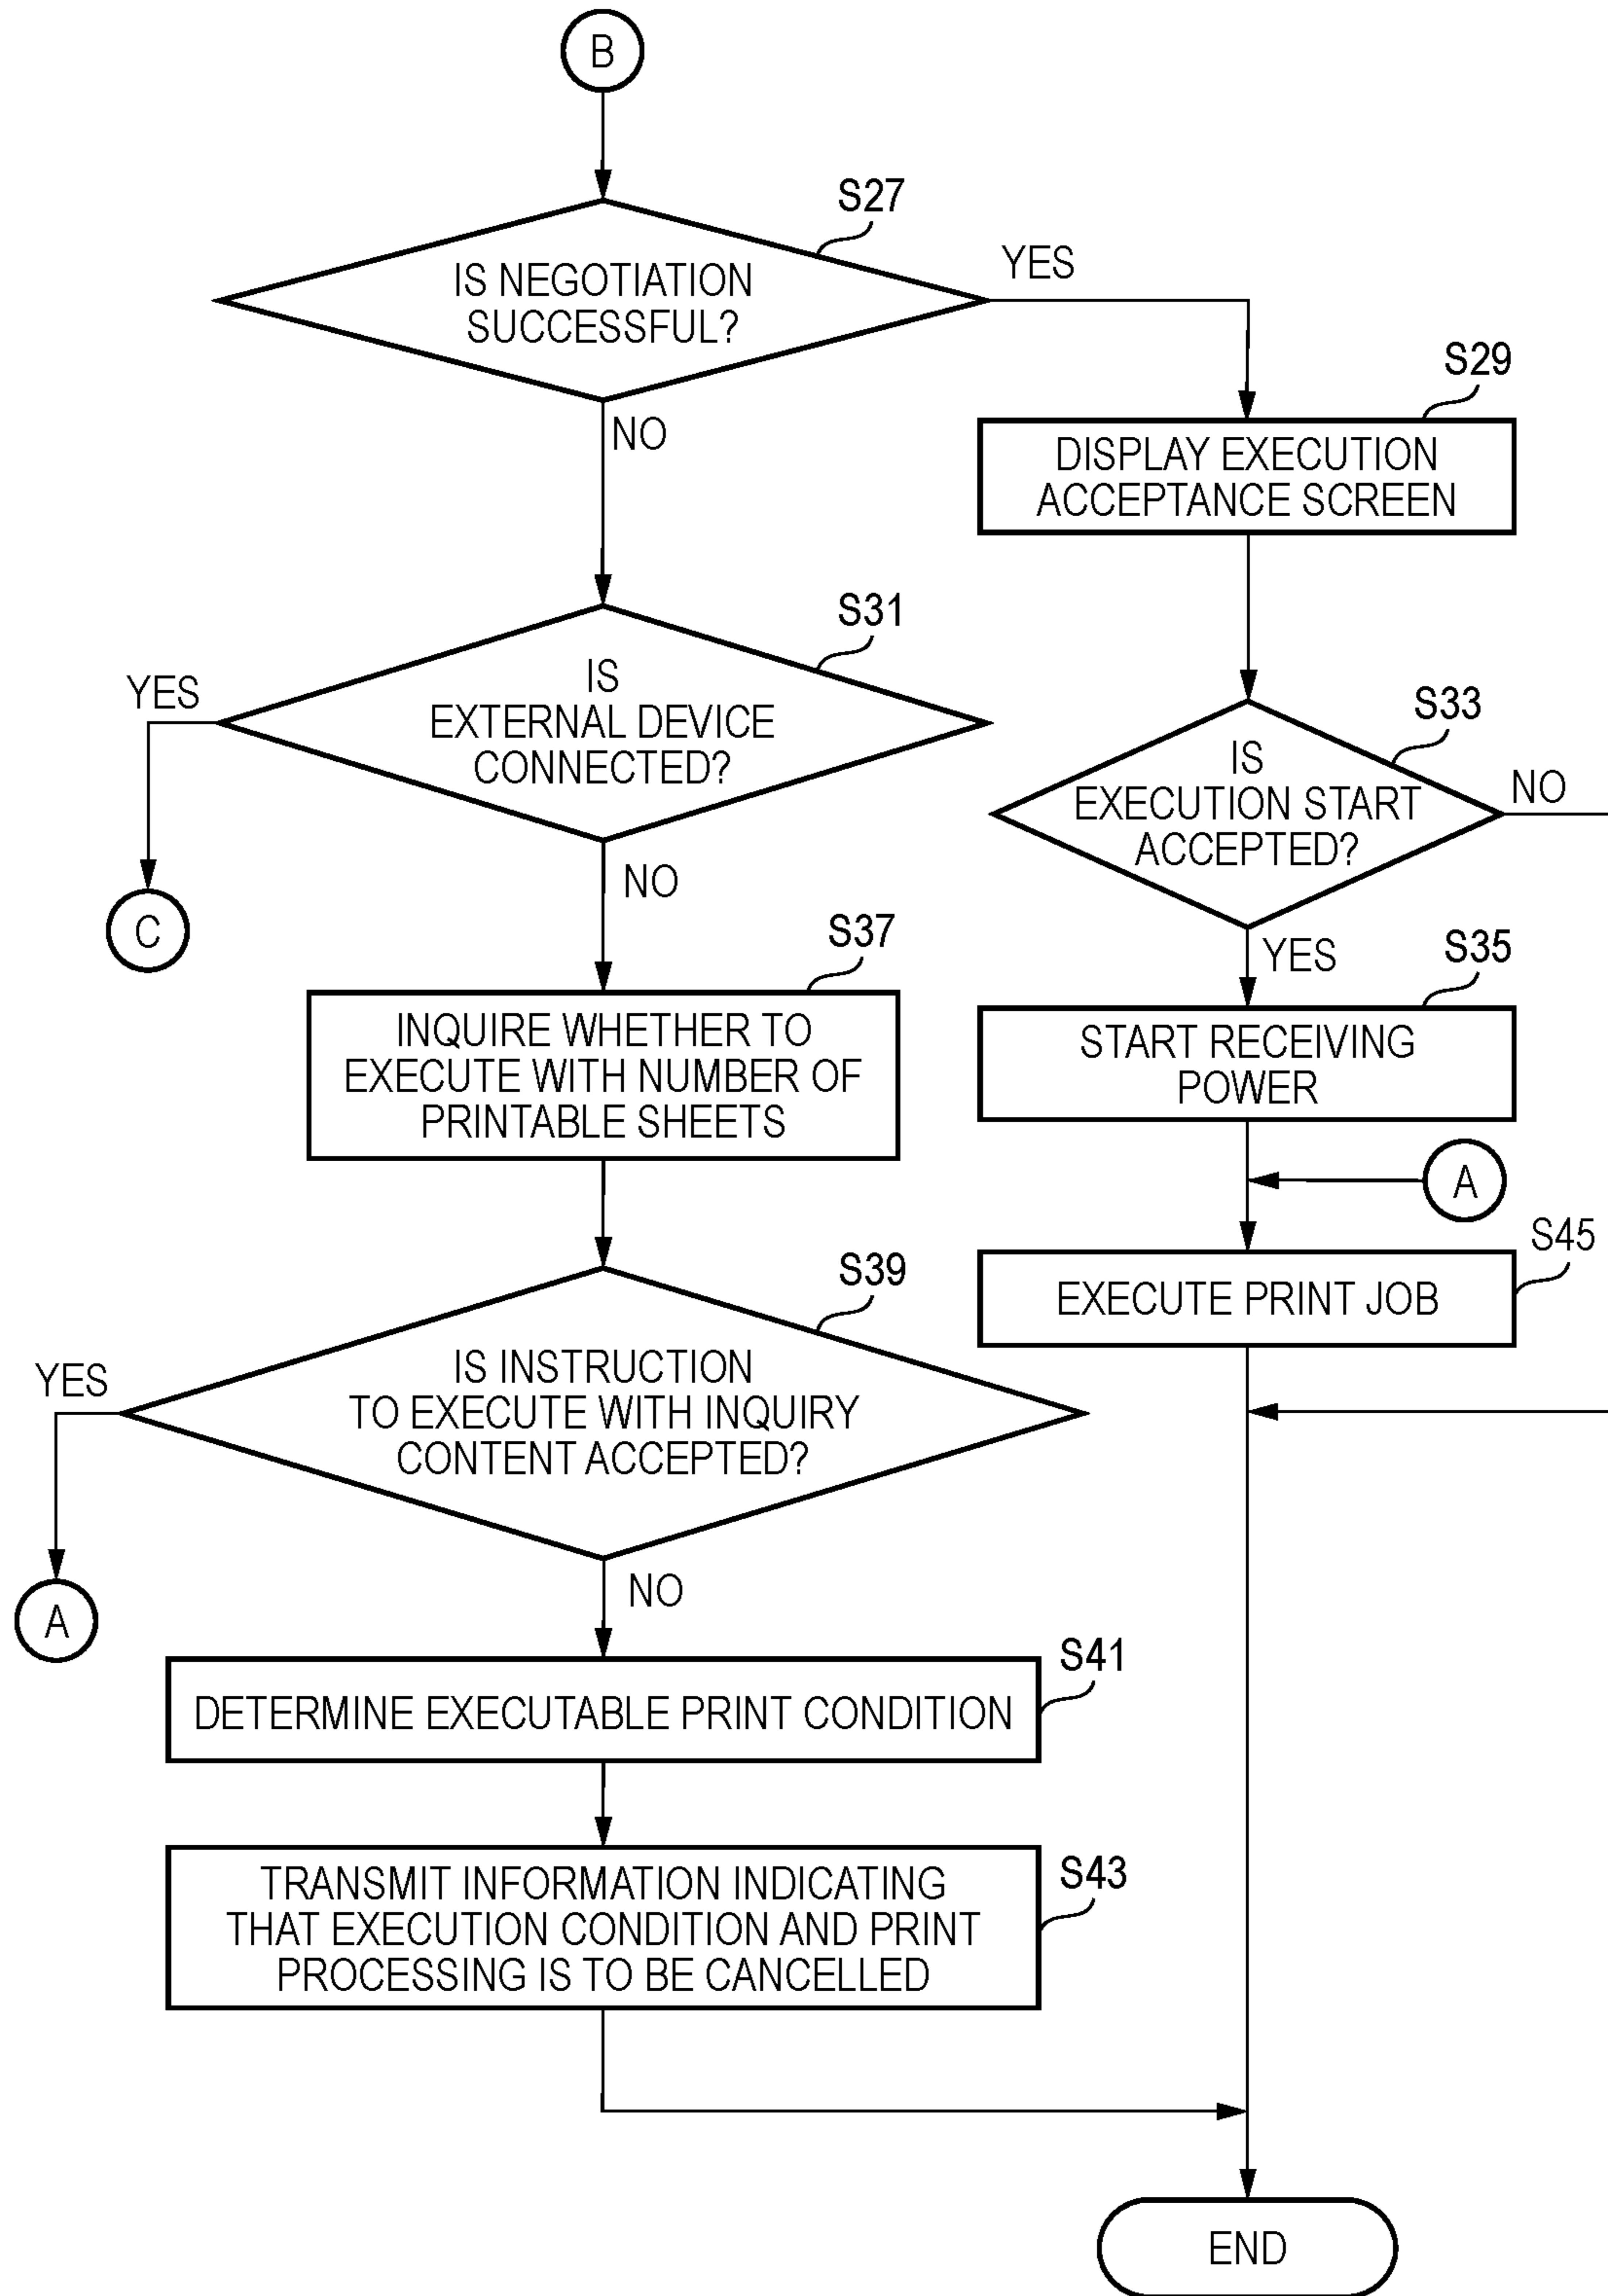 B
S27
IS NEGOTIATION
SUCCESSFUL?
YES
NO
S29
DISPLAY EXECUTION
ACCEPTANCE SCREEN
S31
IS
EXTERNAL DEVICE
CONNECTED?
YES
NO
C
S33
IS
EXECUTION START
ACCEPTED?
NO
YES
S35
START RECEIVING
POWER
A
S37
INQUIRE WHETHER TO
EXECUTE WITH NUMBER OF
PRINTABLE SHEETS
S45
EXECUTE PRINT JOB
S39
IS INSTRUCTION
TO EXECUTE WITH INQUIRY
CONTENT ACCEPTED?
YES
NO
A
S41
DETERMINE EXECUTABLE PRINT CONDITION
S43
TRANSMIT INFORMATION INDICATING
THAT EXECUTION CONDITION AND PRINT
PROCESSING IS TO BE CANCELLED
END